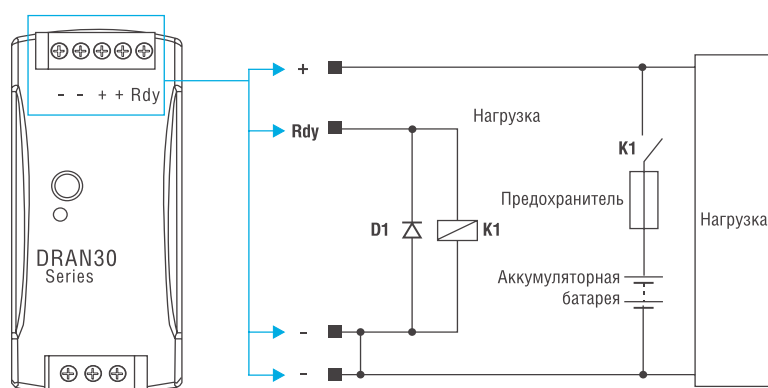 - - + + Rdy
DRAN30
Series
+
Rdy
-
-
Нагрузка
D1
K1
K1
Предохранитель
Аккумуляторная
батарея
Нагрузка